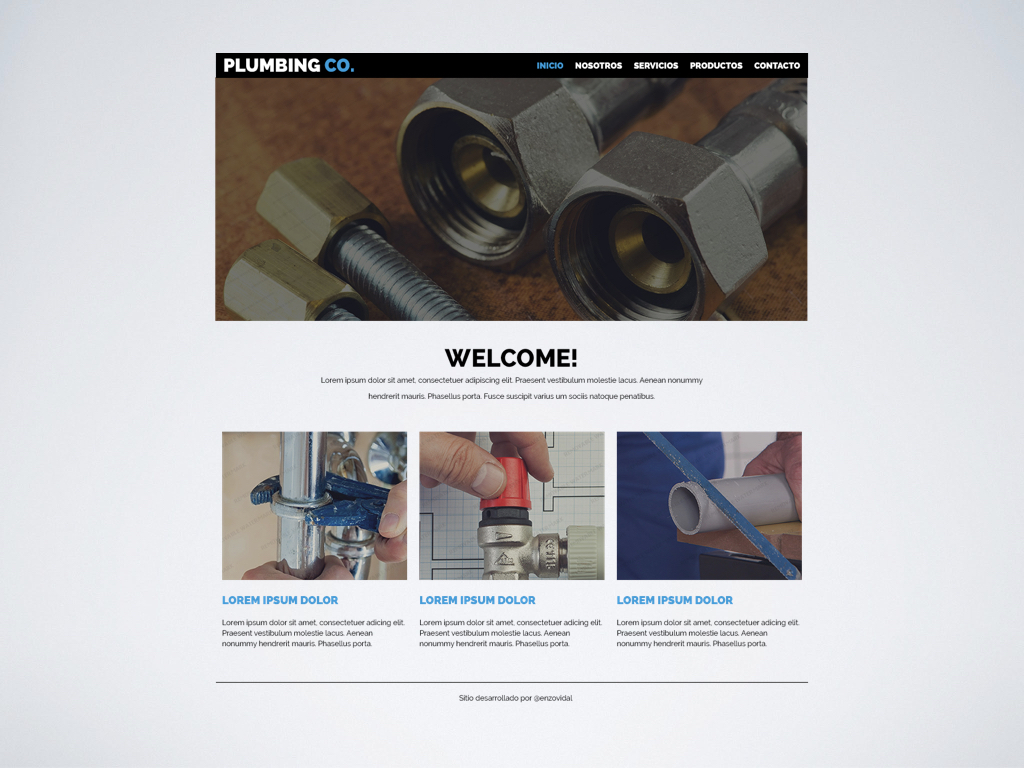 PLUMBING CO.
INICIO NOSOTROS SERVICIOS PRODUCTOS CONTACTO
WELCOME!
Lorem ipsum dolor sit amet, consectetuer adipiscing elit. Praesent vestibulum molestie lacus. Aenean nonummy
hendrerit mauris. Phasellus porta. Fusce suscipit varius um sociis natoque penatibus.
LOREM IPSUM DOLOR
Lorem ipsum dolor sit amet, consectetuer adicing elit.
Praesent vestibulum molestie lacus. Aenean
nonummy hendrerit mauris. Phasellus porta.
LOREM IPSUM DOLOR
Lorem ipsum dolor sit amet, consectetuer adicing elit.
Praesent vestibulum molestie lacus. Aenean
nonummy hendrerit mauris. Phasellus porta.
LOREM IPSUM DOLOR
Lorem ipsum dolor sit amet, consectetuer adicing elit.
Praesent vestibulum molestie lacus. Aenean
nonummy hendrerit mauris. Phasellus porta.
Sitio desarrollado por @enzovidal